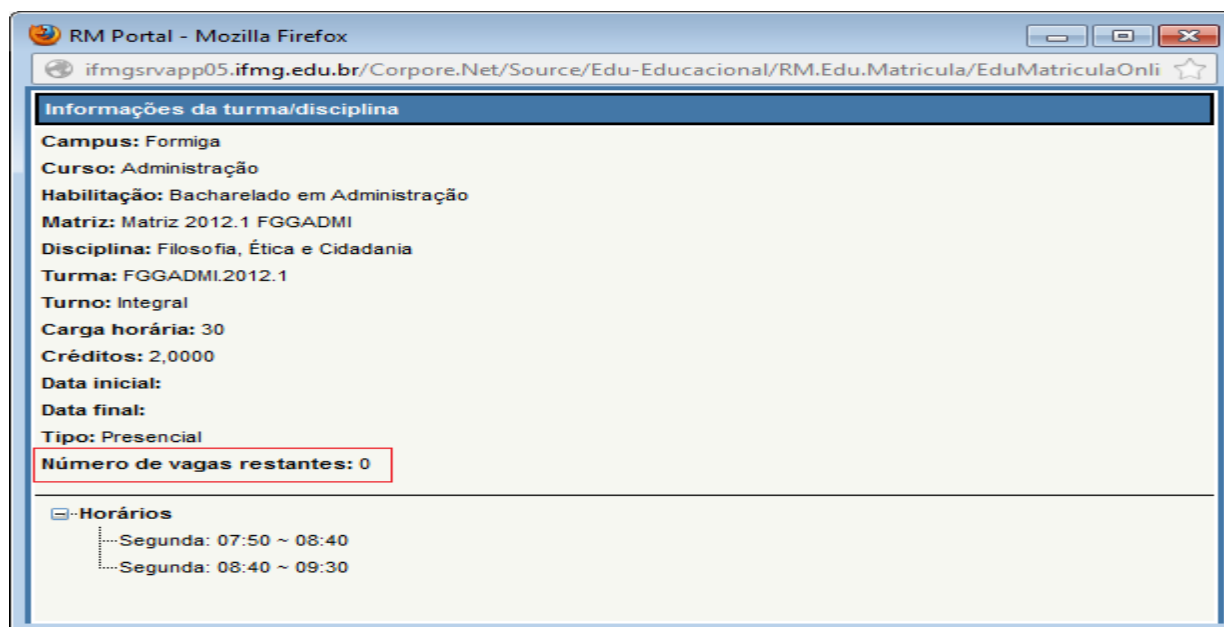 RM Portal - Mozilla Firefox
ifmgsrvapp05.ifmg.edu.br/Corpore.Net/Source/Edu-Educacional/RM.Edu.Matricula/EduMatriculaOnli
Informações da turma/disciplina
Campus: Formiga
Curso: Administração
Habilitação: Bacharelado em Administração
Matriz: Matriz 2012.1 FGGADMI
Disciplina: Filosofia, Ética e Cidadania
Turma: FGGADMI.2012.1
Turno: Integral
Carga horária: 30
Créditos: 2,0000
Data inicial:
Data final:
Tipo: Presencial
Número de vagas restantes: 0
Horários
Segunda: 07:50 ~ 08:40
Segunda: 08:40 ~ 09:30